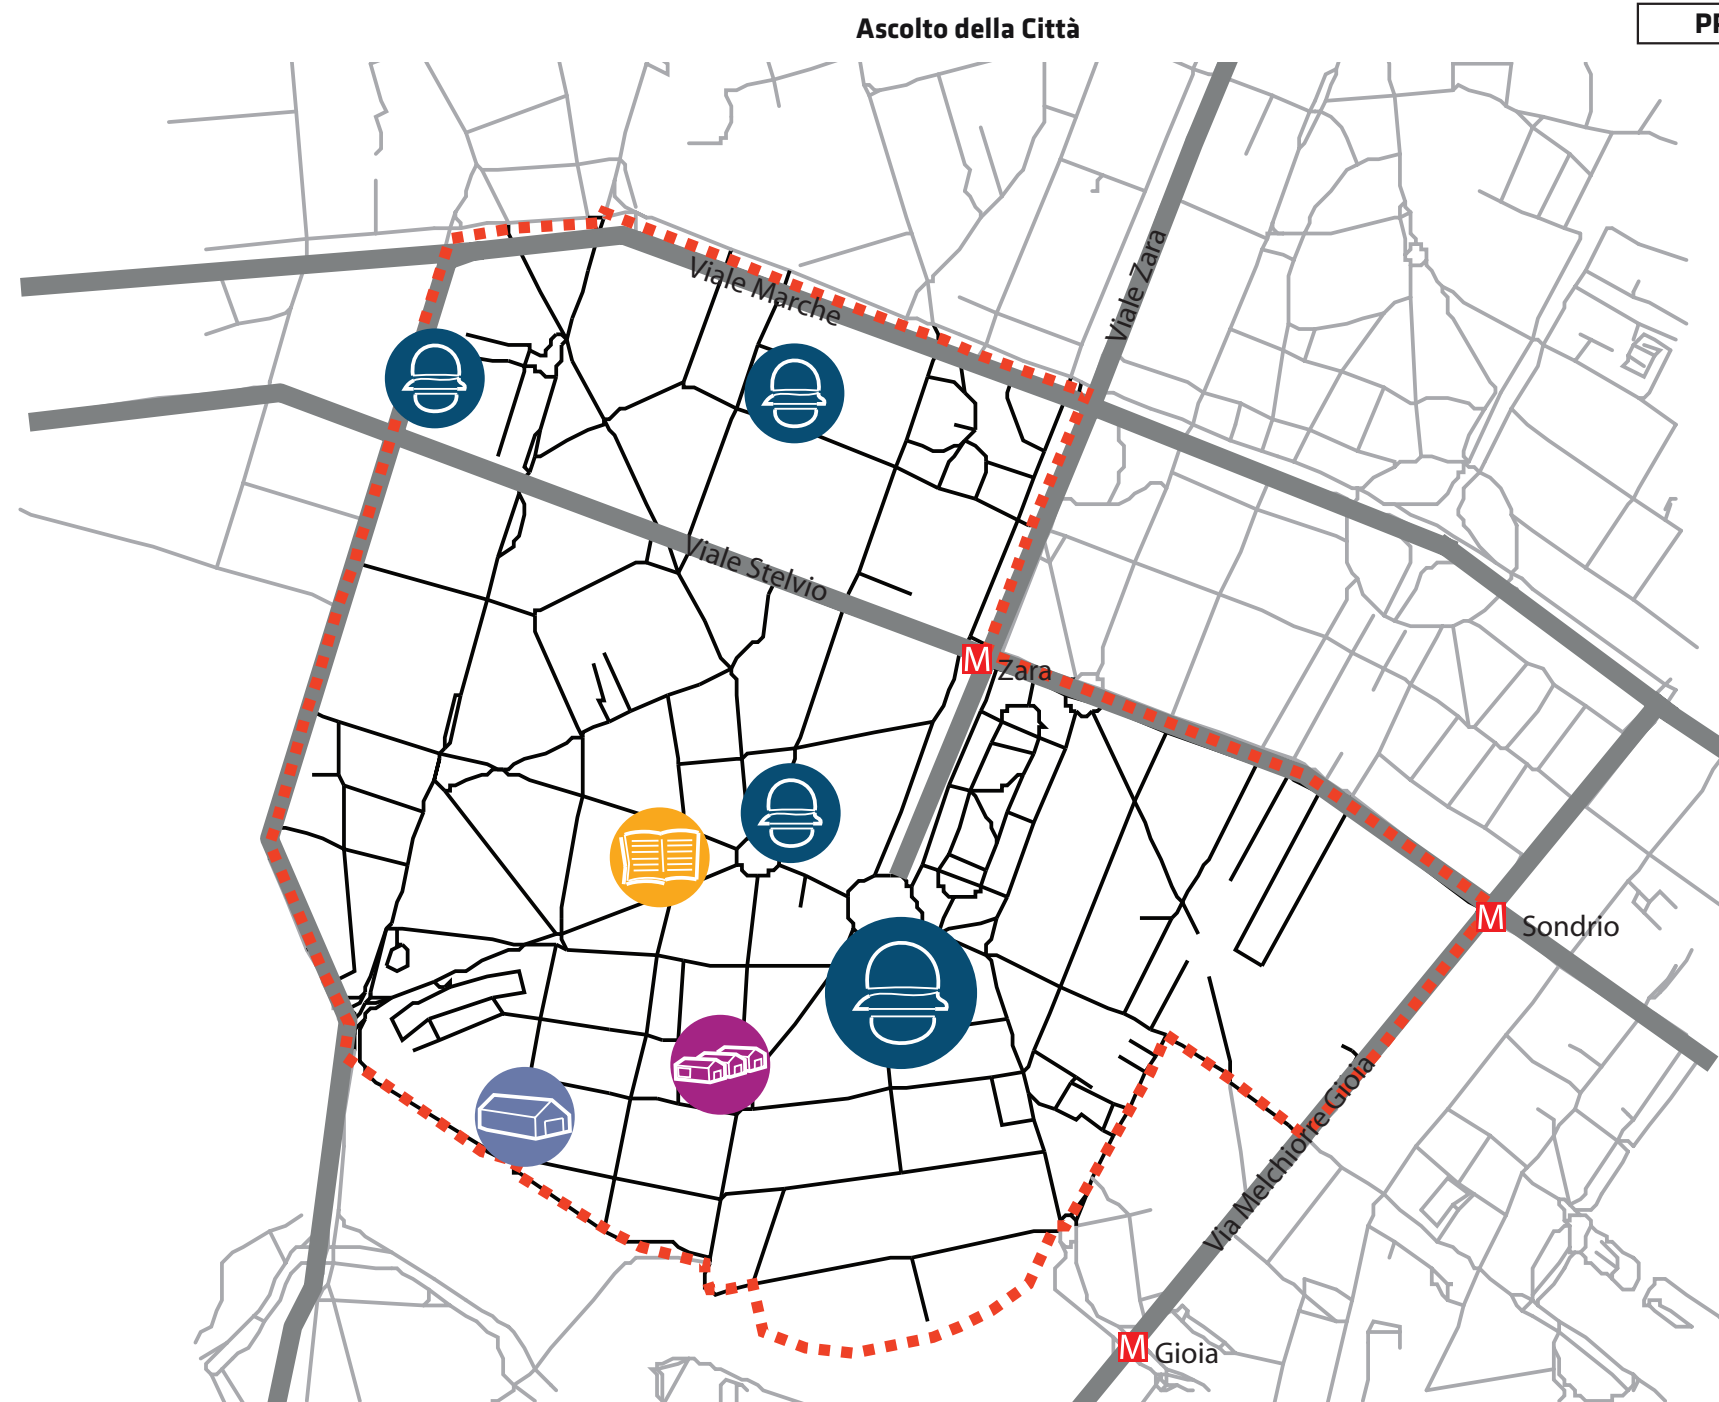 Ascolto della Città
Viale Zara
Viale Marche
Viale Stelvio
M Zara
M Sondrio
Via Melchiorre Gioia
M Gioia